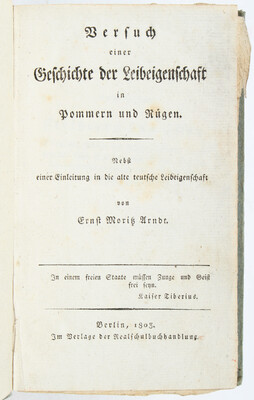 Versuch
einer
Geschichte der Leibeigenschaft
in
Pommern und Rügen.
Nebst
einer Einleitung in die alte teutsche Leibeigenschaft
von
Ernst Moritz Arndt.
In einem freien Staate müssen Zunge und Geist
frei seyn.
Kaiser Tiberius.
Berlin, 1803.
Im Verlage der Realschulbuchhandlung.